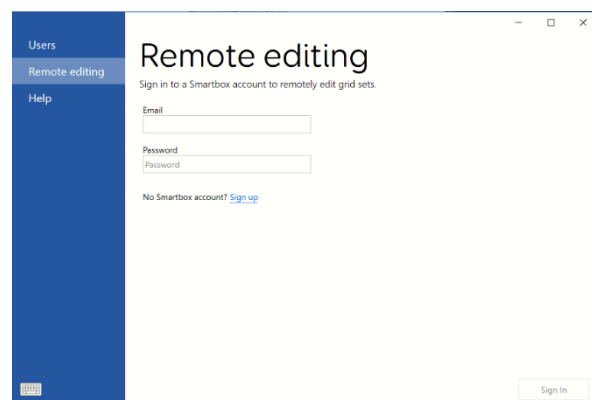 Users
Remote editing
Help
Remote editing
Sign in to a Smartbox account to remotely edit grid sets.
Email
Password
Password
No Smartbox account? Sign up
Sign In